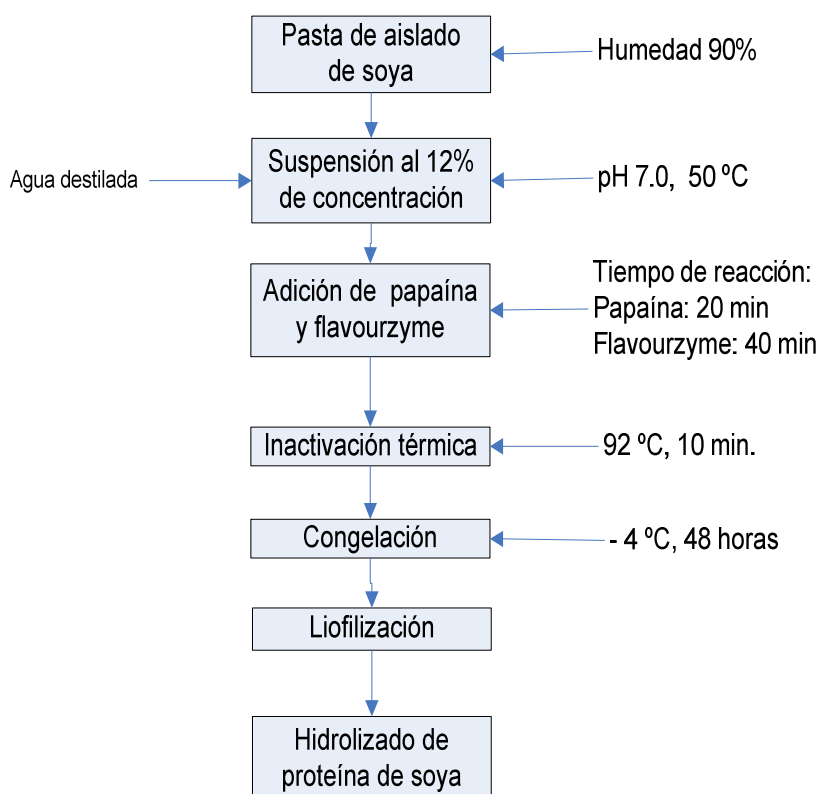 Pasta de aislado
de soya
Humedad 90%
Agua destilada
Suspensión al 12%
de concentración
pH 7.0, 50 ºC
Adición de papaína
y flavourzyme
Tiempo de reacción:
Papaína: 20 min
Flavourzyme: 40 min
Inactivación térmica
92 ºC, 10 min.
Congelación
- 4 ºC, 48 horas
Liofilización
Hidrolizado de
proteína de soya